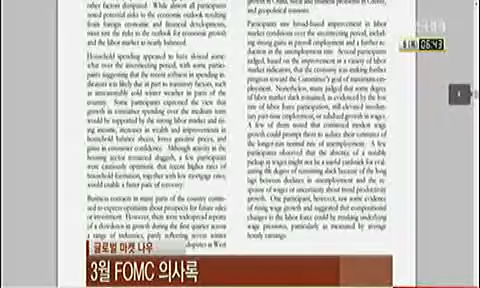 other factors dissipated. While almost all participants
noted potential risks to the economic outlook resulting
from foreign economic and financial developments,
most saw the risks to the outlook for economic growth
and the labor market as nearly balanced.
Household spending appeared to have slowed some-
what over the intermeeting period, with some partici-
pants suggesting that the recent softness in spending in-
dicators was likely due in part to transitory factors, such
as unseasonably cold winter weather in parts of the
country. Some participants expressed the view that
growth in consumer spending over the medium term
would be supported by the strong labor market and ris-
ing income, increases in wealth and improvements in
household balance sheets, lower gasoline prices, and
gains in consumer confidence. Although activity in the
housing sector remained sluggish, a few participants
were cautiously optimistic that recent higher rates of
household formation, together with low mortgage rates,
would enable a faster pace of recovery.
Business contacts in many parts of the country contin-
ued to express optimism about prospects for future sales
or investment. However, there were widespread reports
of a slowdown in growth during the first quarter across
a range of industries, partly reflecting severe winter
disputes at West
and geopolitical tensions.
Participants saw broad-based improvement in labor
market conditions over the intermeeting period, includ-
ing strong gains in payroll employment and a further re-
duction in the unemployment rate. Several participants
judged, based on the improvement in a variety of labor
market indicators, that the economy was making further
progress toward the Committee's goal of maximum em-
ployment. Nonetheless, many judged that some degree
of labor market slack remained, as evidenced by the low
rate of labor force participation, still-elevated involun-
tary part-time employment, or subdued growth in wages.
A few of them noted that continued modest wage
growth could prompt them to reduce their estimates of
the longer-run normal rate of unemployment. A few
participants observed that the absence of a notable
pickup in wages might not be a useful yardstick for eval-
uating the degree of remaining slack because of the long
lags between declines in unemployment and the re-
sponse of wages or uncertainty about trend productivity
growth. One participant, however, saw some evidence
of rising wage growth and suggested that compositional
changes in the labor force could be masking underlying
wage pressures, particularly as measured by average
hourly earnings.
06:43
글로벌 마켓 나우
3월 FOMC 의사록